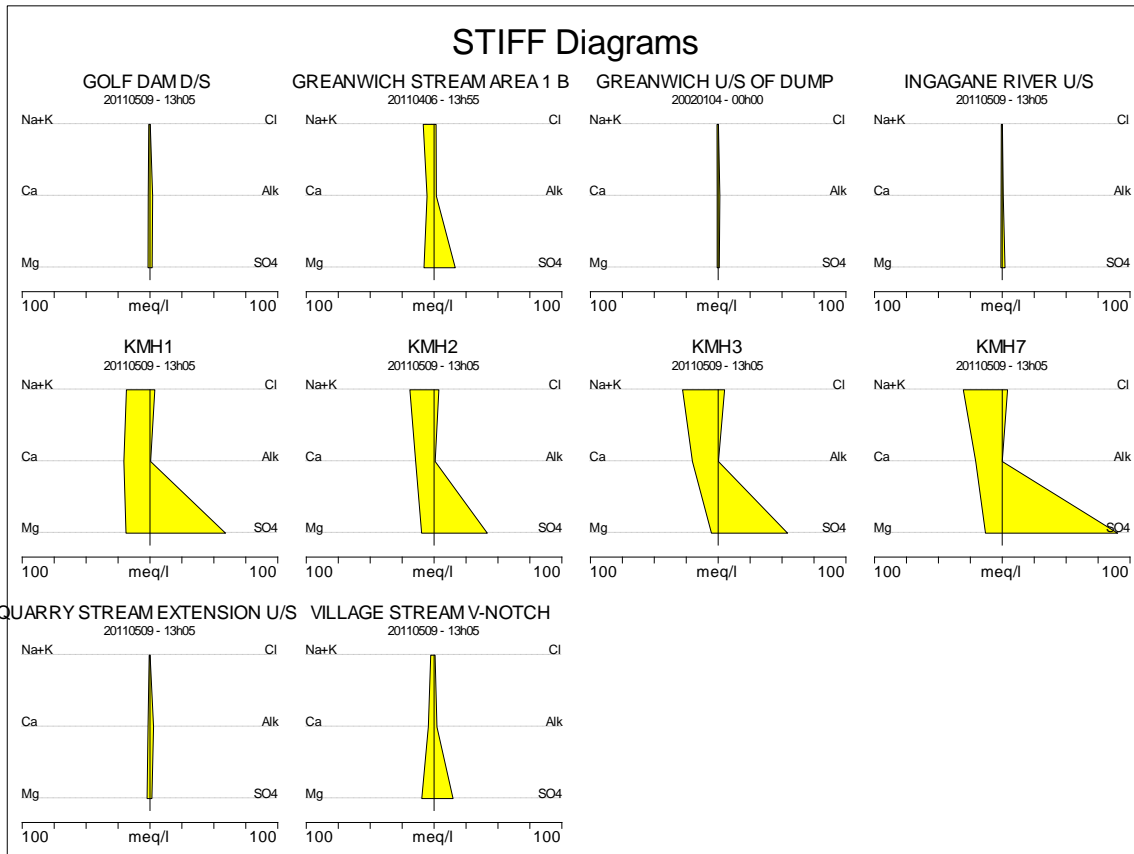 STIFF Diagrams
GOLF DAM D/S
20110509 - 13h05
Na+K Cl
Ca Alk
Mg SO4
100 meq/l 100
GREANWICH STREAM AREA 1 B
20110406 - 13h55
Na+K Cl
Ca Alk
Mg SO4
100 meq/l 100
GREANWICH U/S OF DUMP
20020104 - 00h00
Na+K Cl
Ca Alk
Mg SO4
100 meq/l 100
INGAGANE RIVER U/S
20110509 - 13h05
Na+K Cl
Ca Alk
Mg SO4
100 meq/l 100
KMH1
20110509 - 13h05
Na+K Cl
Ca Alk
Mg SO4
100 meq/l 100
KMH2
20110509 - 13h05
Na+K Cl
Ca Alk
Mg SO4
100 meq/l 100
KMH3
20110509 - 13h05
Na+K Cl
Ca Alk
Mg SO4
100 meq/l 100
KMH7
20110509 - 13h05
Na+K Cl
Ca Alk
Mg SO4
100 meq/l 100
QUARRY STREAM EXTENSION U/S
20110509 - 13h05
Na+K Cl
Ca Alk
Mg SO4
100 meq/l 100
VILLAGE STREAM V-NOTCH
20110509 - 13h05
Na+K Cl
Ca Alk
Mg SO4
100 meq/l 100